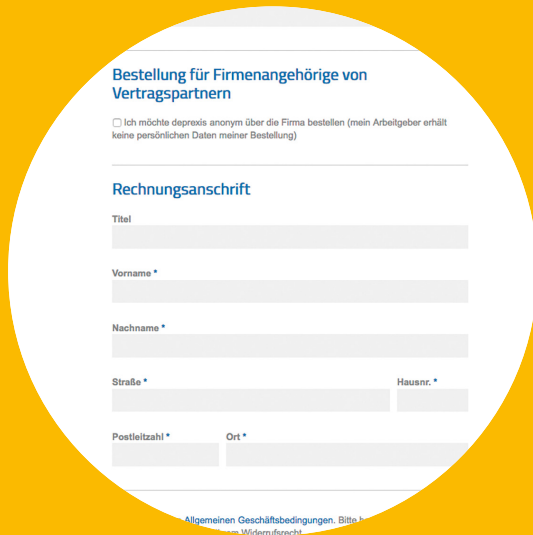 Bestellung für Firmenangehörige von
Vertragspartnern
Ich möchte deprexis anonym über die Firma bestellen (mein Arbeitgeber erhält
keine persönlichen Daten meiner Bestellung)
Rechnungsanschrift
Titel
Vorname *
Nachname *
Straße * Hausnr. *
Postleitzahl * Ort *
Allgemeinen Geschäftsbedingungen. Bitte
Widerrufsrecht